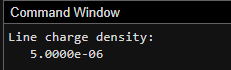 Command Window
Line charge density:
5.0000e-06